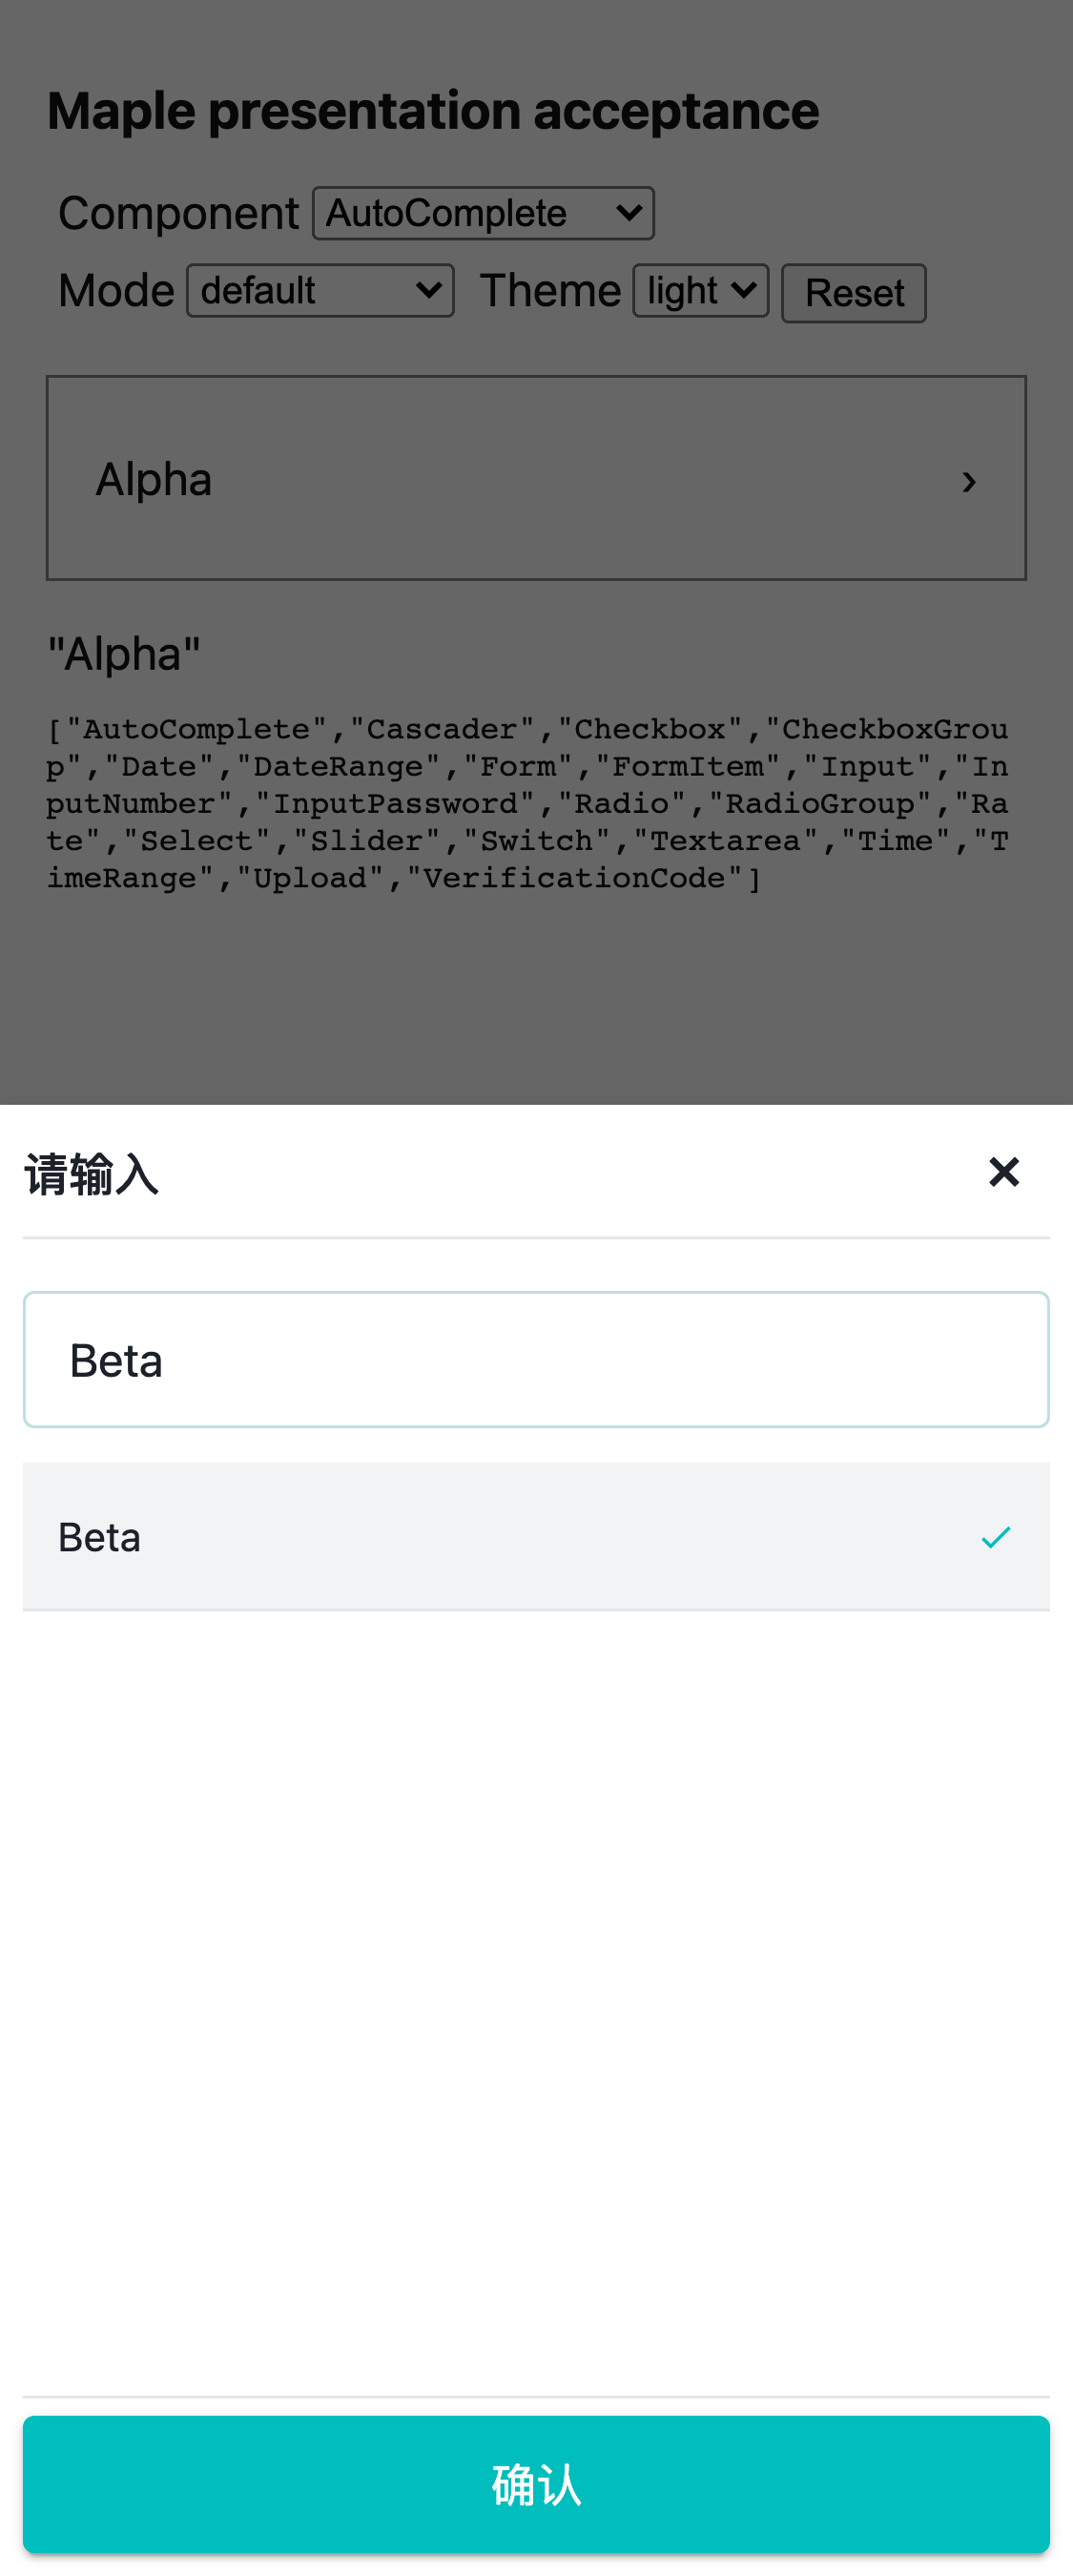 Maple presentation acceptance
Component AutoComplete
Mode default Theme light Reset
Alpha ›
"Alpha"
["AutoComplete","Cascader","Checkbox","CheckboxGrou
p","Date","DateRange","Form","FormItem","Input","In
putNumber","InputPassword","Radio","RadioGroup","Ra
te","Select","Slider","Switch","Textarea","Time","T
imeRange","Upload","VerificationCode"]
请输入
Beta
Beta
确认